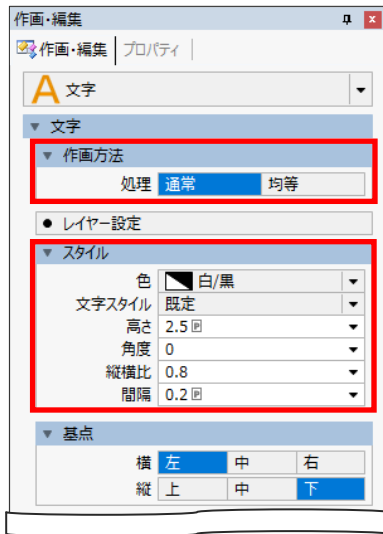 作画・編集
作画・編集 プロパティ
A 文字
文字
作画方法
処理 通常 均等
● レイヤー設定
スタイル
色 白/黒
文字スタイル 既定
高さ 2.5 P
角度 0
縦横比 0.8
間隔 0.2 P
基点
横 左 中 右
縦 上 中 下